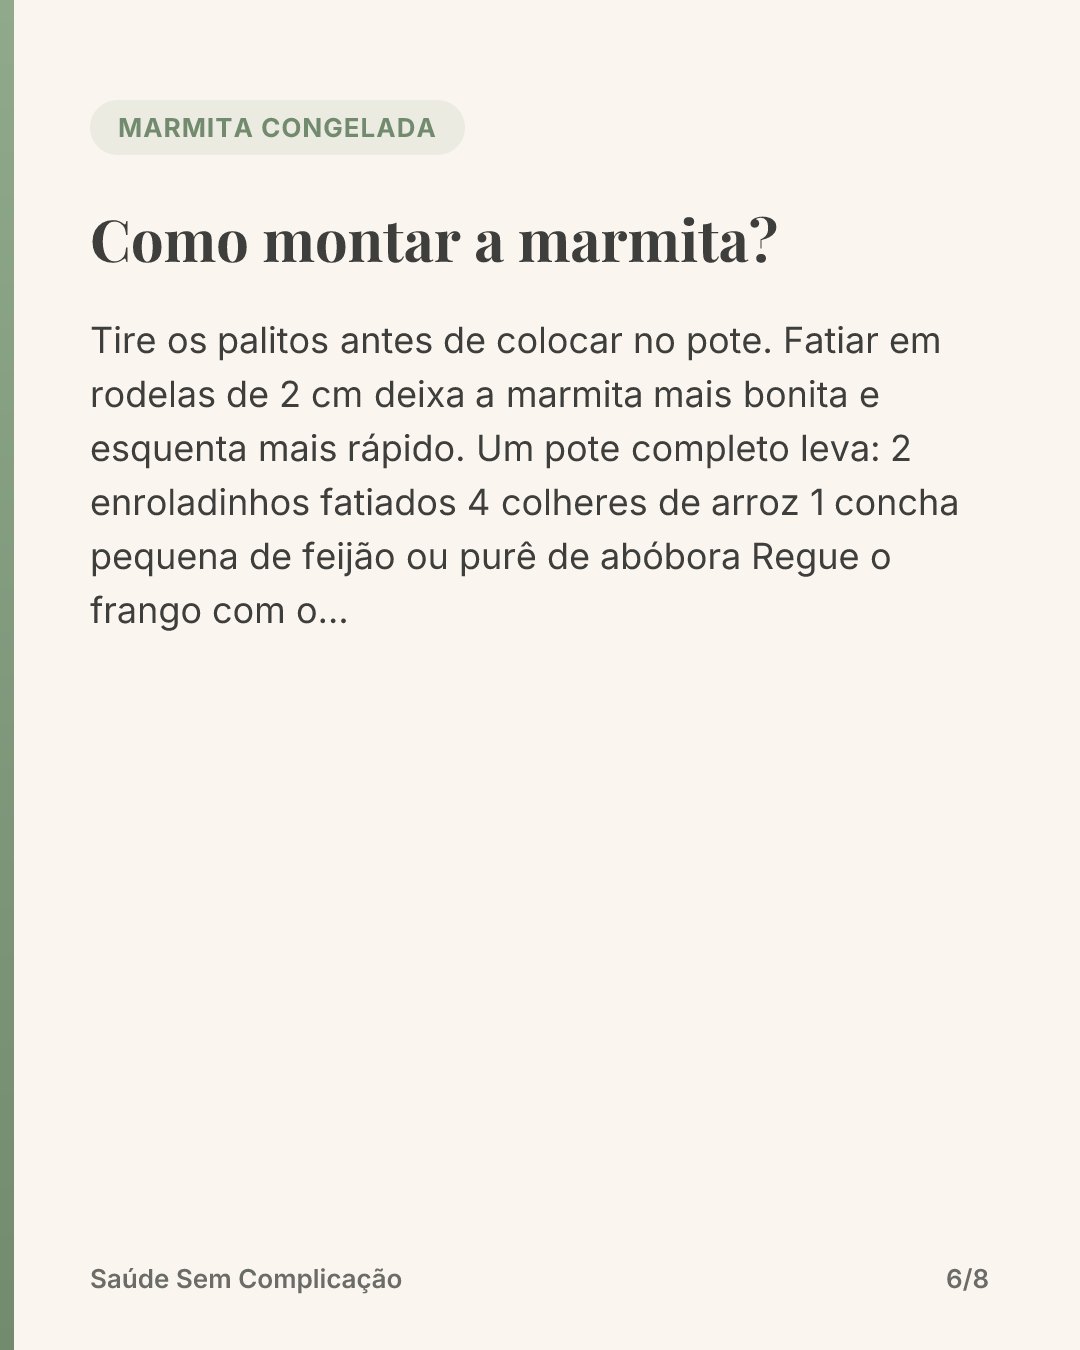 MARMITA CONGELADA
Como montar a marmita?
Tire os palitos antes de colocar no pote. Fatiar em
rodelas de 2 cm deixa a marmita mais bonita e
esquenta mais rápido. Um pote completo leva: 2
enroladinhos fatiados 4 colheres de arroz 1 concha
pequena de feijão ou purê de abóbora Regue o
frango com o...
Saúde Sem Complicação
6/8